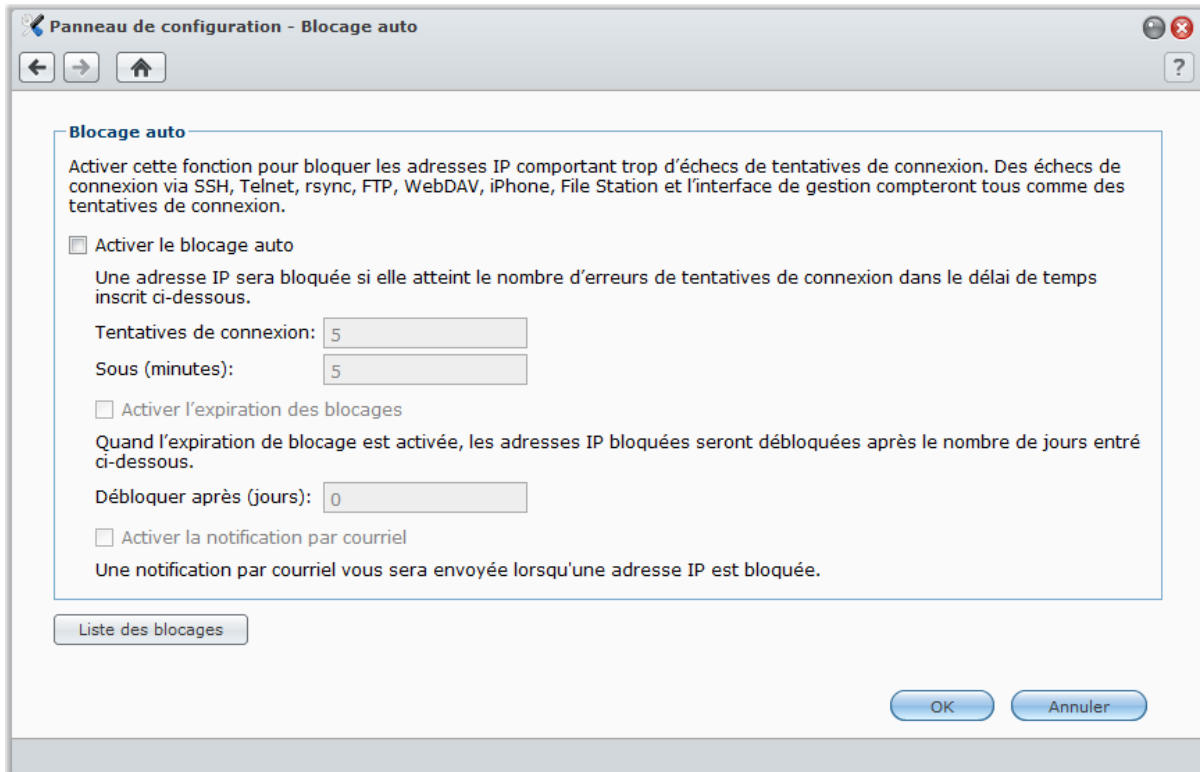 Panneau de configuration - Blocage auto
?
Blocage auto
Activer cette fonction pour bloquer les adresses IP comportant trop d'échecs de tentatives de connexion. Des échecs de
connexion via SSH, Telnet, rsync, FTP, WebDAV, iPhone, File Station et l'interface de gestion compteront tous comme des
tentatives de connexion.
Activer le blocage auto
Une adresse IP sera bloquée si elle atteint le nombre d'erreurs de tentatives de connexion dans le délai de temps
inscrit ci-dessous.
Tentatives de connexion: 5
Sous (minutes): 5
Activer l'expiration des blocages
Quand l'expiration de blocage est activée, les adresses IP bloquées seront débloquées après le nombre de jours entré
ci-dessous.
Débloquer après (jours): 0
Activer la notification par courriel
Une notification par courriel vous sera envoyée lorsqu'une adresse IP est bloquée.
Liste des blocages
OK Annuler